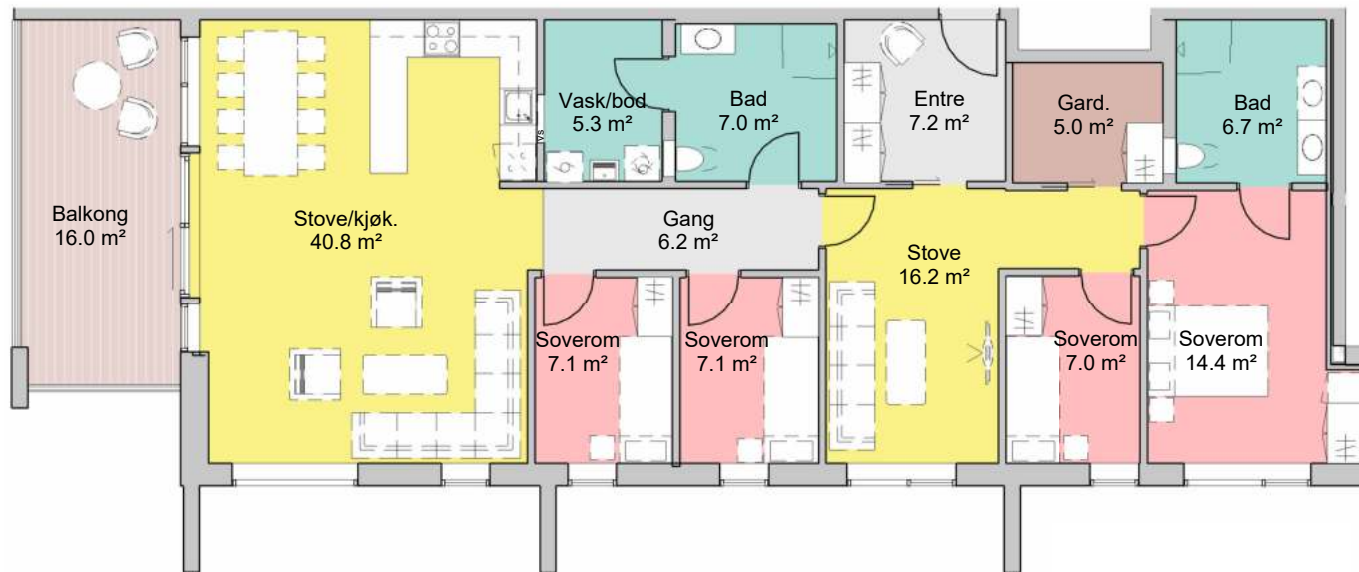 Balkong
16.0 m²
Stove/kjøk.
40.8 m²
Vask/bod
5.3 m²
VS
Bad
7.0 m²
Entre
7.2 m²
Gard.
5.0 m²
Bad
6.7 m²
Gang
6.2 m²
Stove
16.2 m²
Soverom
7.1 m²
Soverom
7.1 m²
Soverom
7.0 m²
Soverom
14.4 m²